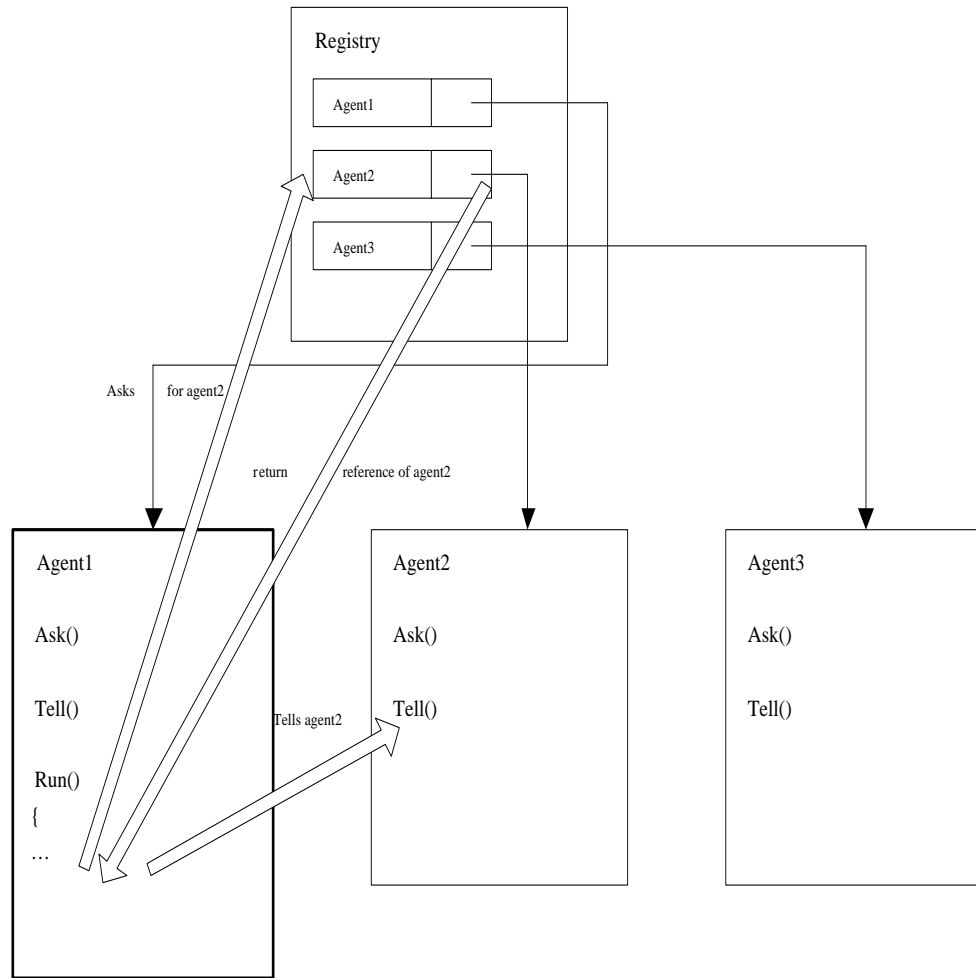 Registry
Agent1
Agent2
Agent3
Asks for agent2
return reference of agent2
Agent1
Ask()
Tell()
Run()
{
…
Tells agent2
Agent2
Ask()
Tell()
Agent3
Ask()
Tell()